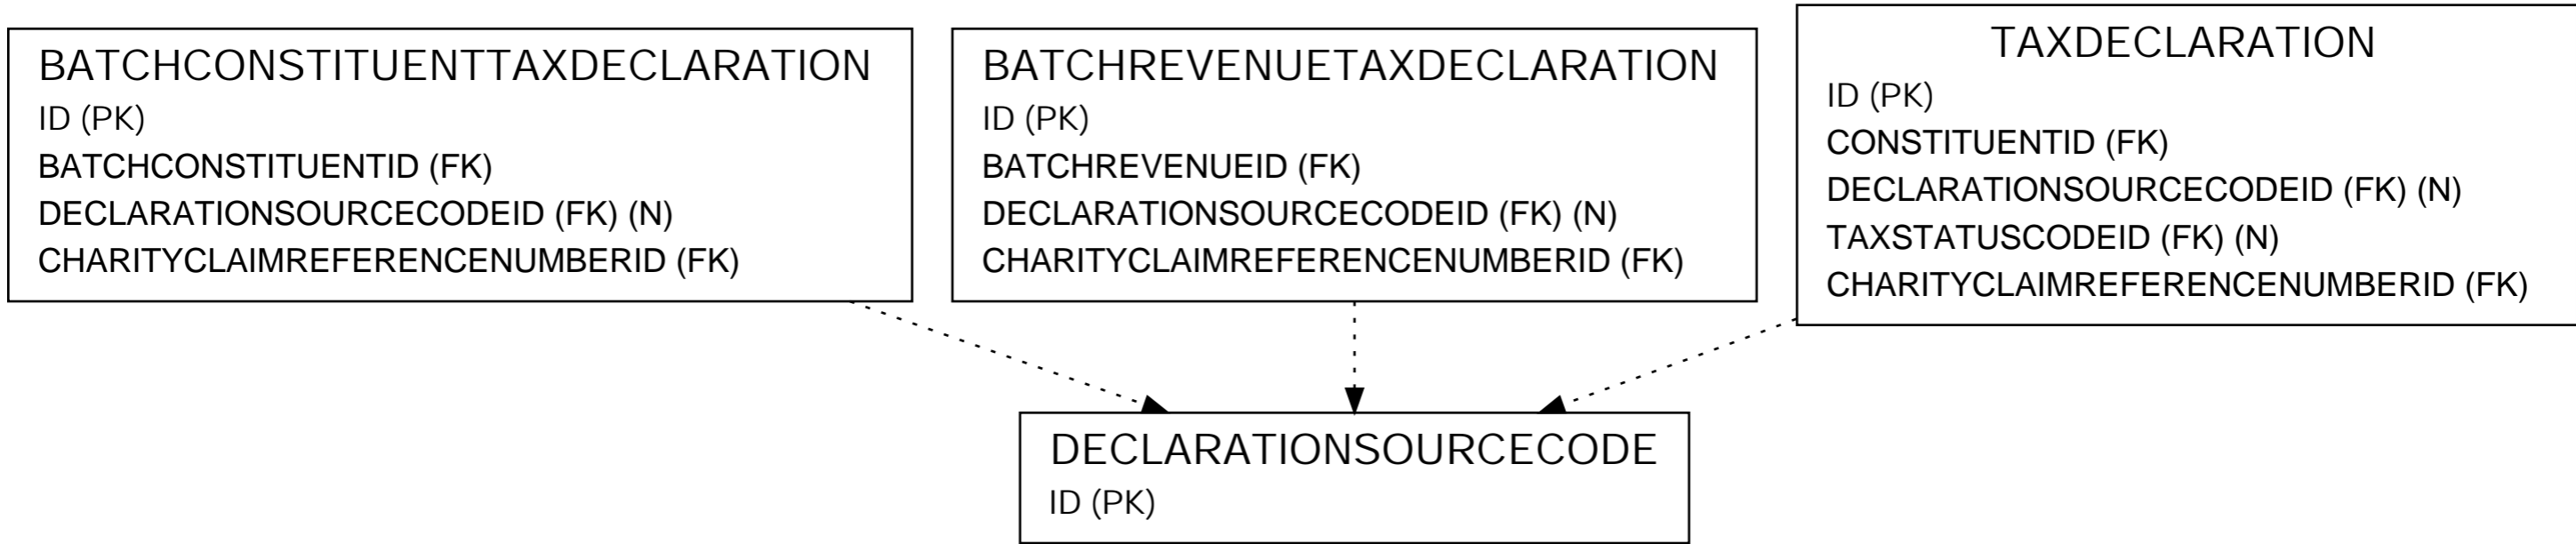 BATCHCONSTITUENTTAXDECLARATION
ID (PK)
BATCHCONSTITUENTID (FK)
DECLARATIONSOURCECODEID (FK) (N)
CHARITYCLAIMREFERENCENUMBERID (FK)
BATCHREVENUETAXDECLARATION
ID (PK)
BATCHREVENUEID (FK)
DECLARATIONSOURCECODEID (FK) (N)
CHARITYCLAIMREFERENCENUMBERID (FK)
TAXDECLARATION
ID (PK)
CONSTITUENTID (FK)
DECLARATIONSOURCECODEID (FK) (N)
TAXSTATUSCODEID (FK) (N)
CHARITYCLAIMREFERENCENUMBERID (FK)
DECLARATIONSOURCECODE
ID (PK)